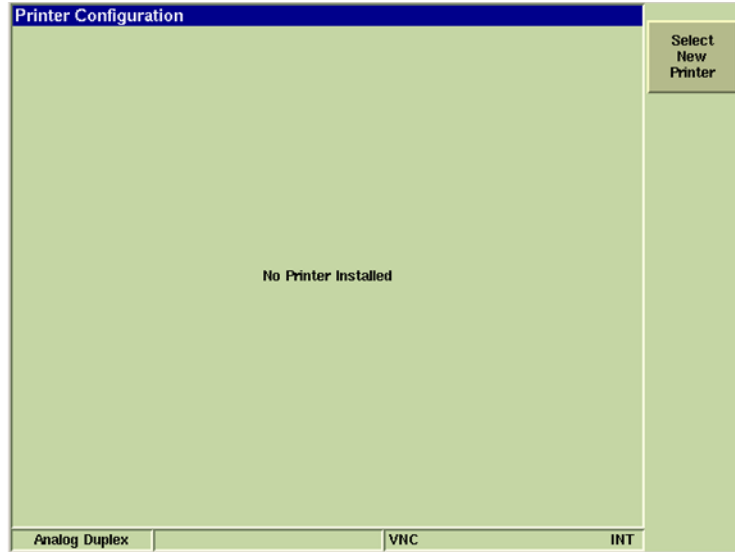 Printer Configuration
Select
New
Printer
No Printer Installed
Analog Duplex
VNC
INT